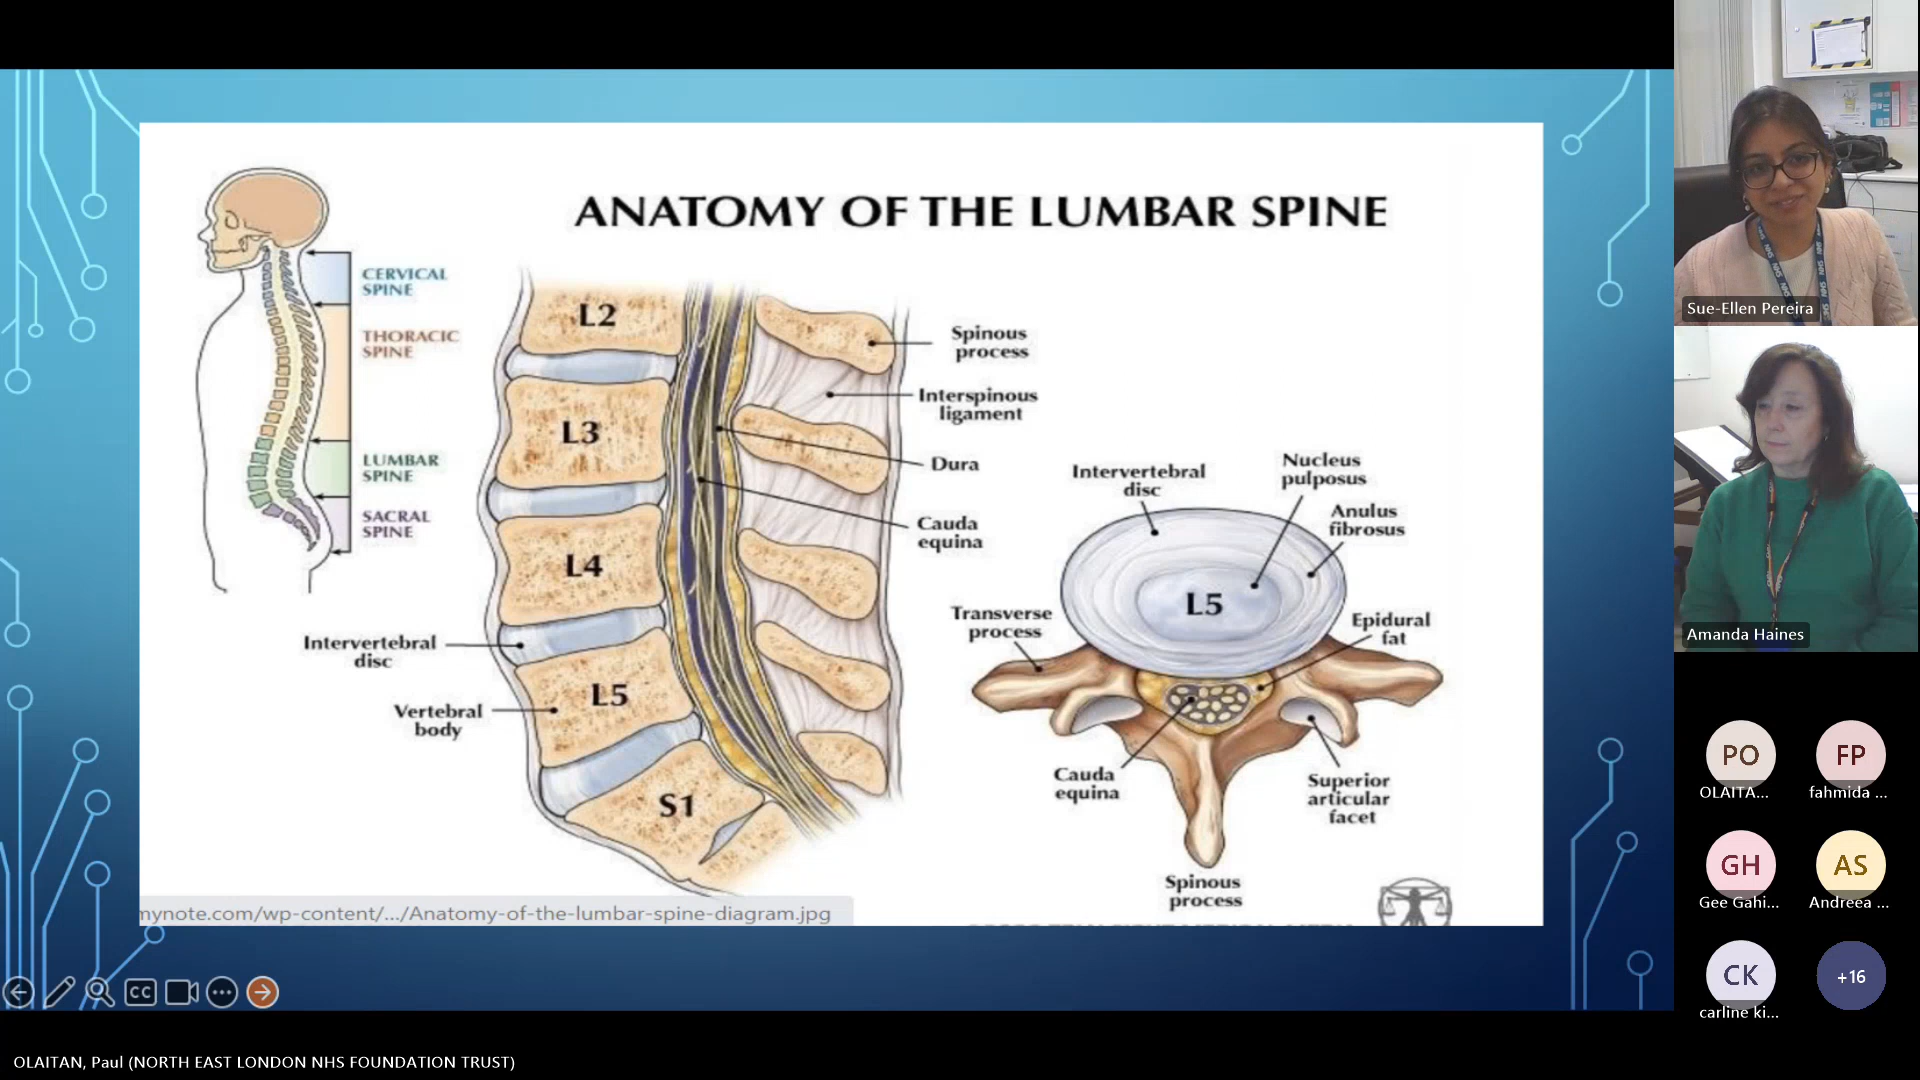 ANATOMY OF THE LUMBAR SPINE
CERVICAL
SPINE
THORACIC
SPINE
LUMBAR
SPINE
SACRAL
SPINE
L2
L3
L4
L5
S1
Spinous
process
Interspinous
ligament
Dura
Cauda
equina
Intervertebral
disc
Vertebral
body
Intervertebral
disc
Nucleus
pulposus
Anulus
fibrosus
L5
Transverse
process
Epidural
fat
Cauda
equina
Superior
articular
facet
Spinous
process
mynote.com/wp-content/.../Anatomy-of-the-lumbar-spine-diagram.jpg
CC
OLAITAN, Paul (NORTH EAST LONDON NHS FOUNDATION TRUST)
NHS NHS
NHS
Sue-Ellen Pereira
Amanda Haines
PO
OLAITA...
FP
fahmida ...
GH
Gee Gahi...
AS
Andreea ...
CK
carline ki...
+16